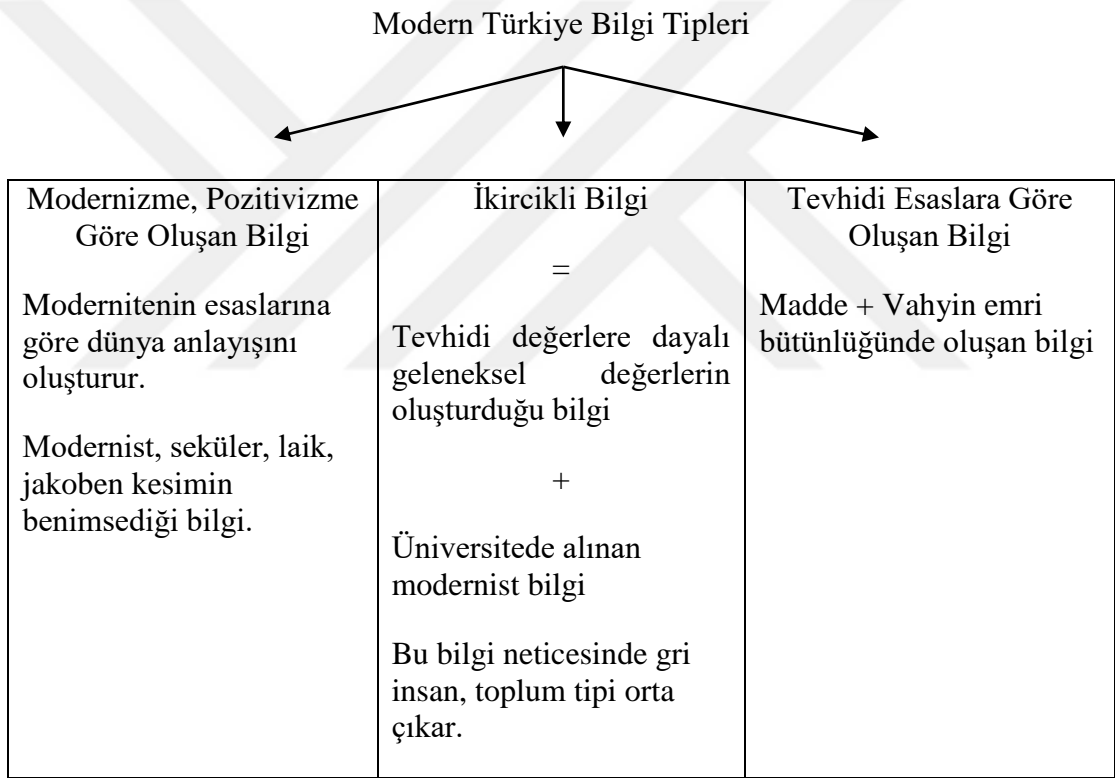 Modern Türkiye Bilgi Tipleri
Modernizme, Pozitivizme
Göre Oluşan Bilgi
Modernitenin esaslarına
göre dünya anlayışını
oluşturur.
Modernist, seküler, laik,
jakoben kesimin
benimsediği bilgi.
İkircikli Bilgi
=
Tevhidi değerlere dayalı
geleneksel değerlerin
oluşturduğu bilgi
+
Üniversitede alınan
modernist bilgi
Bu bilgi neticesinde gri
insan, toplum tipi orta
çıkar.
Tevhidi Esaslara Göre
Oluşan Bilgi
Madde + Vahyin emri
bütünlüğünde oluşan bilgi